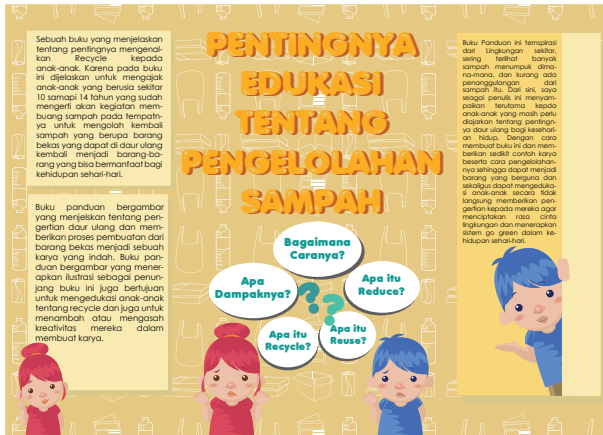 Sebuah buku yang menjelaskan
tentang pentingnya mengenal-
kan Recycle kepada
anak-anak. Karena pada buku
ini dijelaskan untuk mengajak
anak-anak yang berusia sekitar
10 samapi 14 tahun yang sudah
mengerti akan kegiatan mem-
buang sampah pada tempatn-
ya untuk mengolah kembali
sampah yang berupa barang
bekas yang dapat di daur ulang
kembali menjadi barang-ba-
rang yang bisa bermanfaat bagi
kehidupan sehari-hari.
Buku panduan bergambar
yang menjelskan tentang pen-
gertian daur ulang dan mem-
berikan proses pembuatan dari
barang bekas menjadi sebuah
karya yang indah. Buku pan-
duan bergambar yang mener-
apkan ilustrasi sebagai penun-
jang buku ini juga bertujuan
untuk mengedukasi anak-anak
tentang recycle dan juga untuk
menambah atau mengasah
kreativitas mereka dalam
membuat karya.
PENTINGNYA
EDUKASI
TENTANG
PENGELOLAHAN
SAMPAH
Bagaimana
Caranya?
Apa
Dampaknya?
Apa itu
Reduce?
??
Apa itu
Recycle?
Apa itu
Reuse?
Buku Panduan ini ternspirasi
dari Lingkungan sekitar,
sering terlihat banyak
sampah menumpuk dima-
na-mana, dan kurang ada
penanggulangan dari
sampah itu. Dari sini, saya
seagai penulis ini menyam-
paikan terutama kepda
anak-anak yang masih perlu
diajarkan tentang pentingn-
ya daur ulang bagi kesehari-
an hidup. Dengan cara
membuat buku ini dan mem-
berikan sedikit contoh karya
beserta cara pengelolahan-
nya sehingga dapat menjadi
barang yang berguna dan
sekaligus dapat mengeduka-
si anak-anak secara tidak
langsung memberikan pen-
gertian kepada mereka agar
menciptakan rasa cinta
lingkungan dan menerapkan
sistem go green dalam ke-
hidupan sehari-hari.